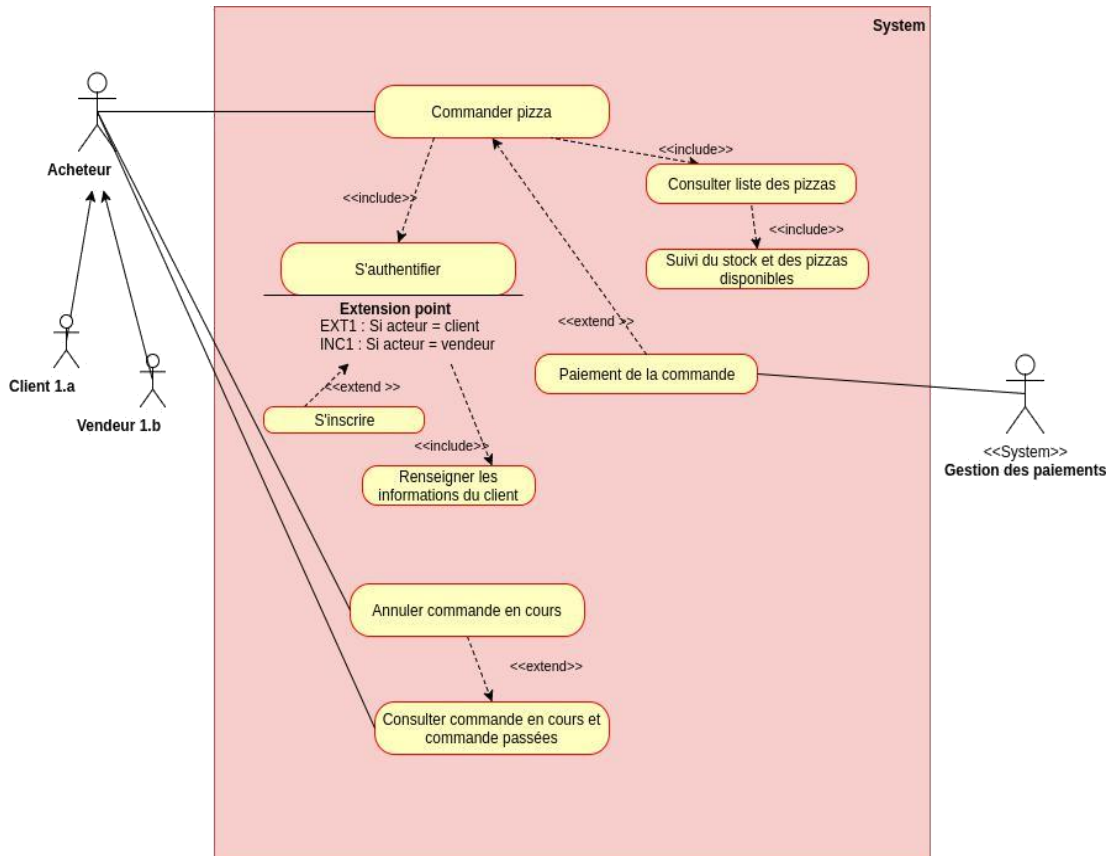 System
Commander pizza
Acheteur
<<include>>
Consulter liste des pizzas
<<include>>
<<include>>
Suivi du stock et des pizzas
disponibles
S'authentifier
Extension point
EXT1 : Si acteur = client
INC1 : Si acteur = vendeur
<<extend >>
Client 1.a
Vendeur 1.b
<<extend >>
Paiement de la commande
S'inscrire
<<include>>
Renseigner les
informations du client
<<System>>
Gestion des paiements
Annuler commande en cours
<<extend>>
Consulter commande en cours et
commande passées